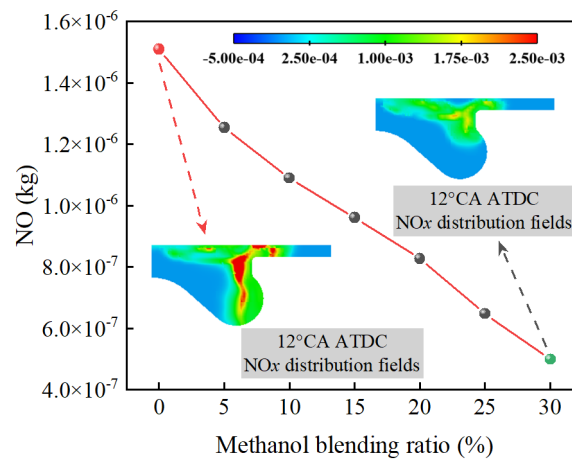 1.6×10⁻⁶
-5.000E-04 2.50E-04 1.00E-03 1.75E-03 2.50E-03
1.4×10⁻⁶
1.2×10⁻⁶
1.0×10⁻⁶
8.0×10⁻⁷
6.0×10⁻⁷
4.0×10⁻⁷
NO (kg)
12°CA ATDC
NOx distribution fields
12°CA ATDC
NOx distribution fields
0 5 10 15 20 25 30
Methanol blending ratio (%)